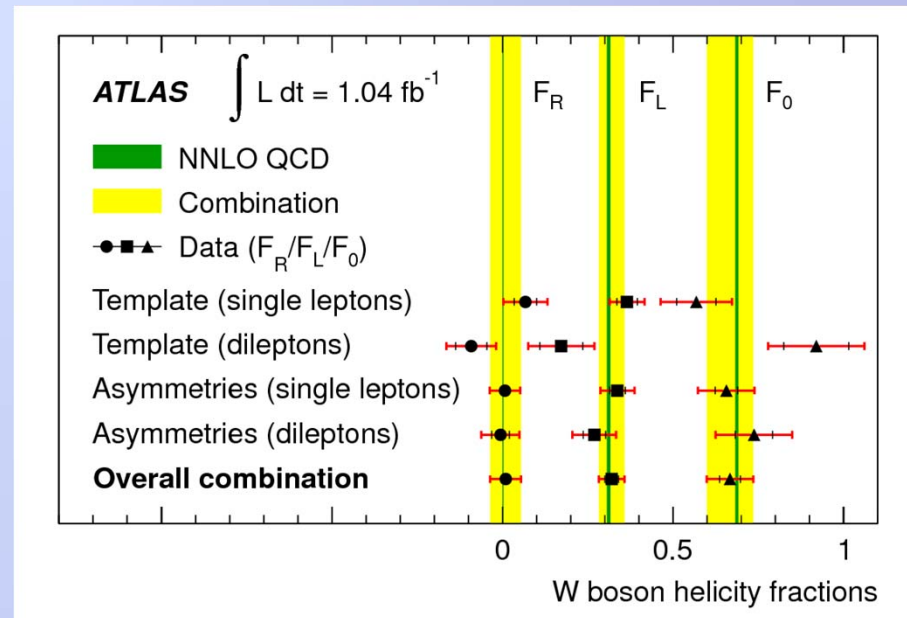 ATLAS ∫ L dt = 1.04 fb⁻¹ F_R F_L F_0
NNLO QCD
Combination
Data (F_R/F_L/F_0)
Template (single leptons)
Template (dileptons)
Asymmetries (single leptons)
Asymmetries (dileptons)
Overall combination
0 0.5 1
W boson helicity fractions